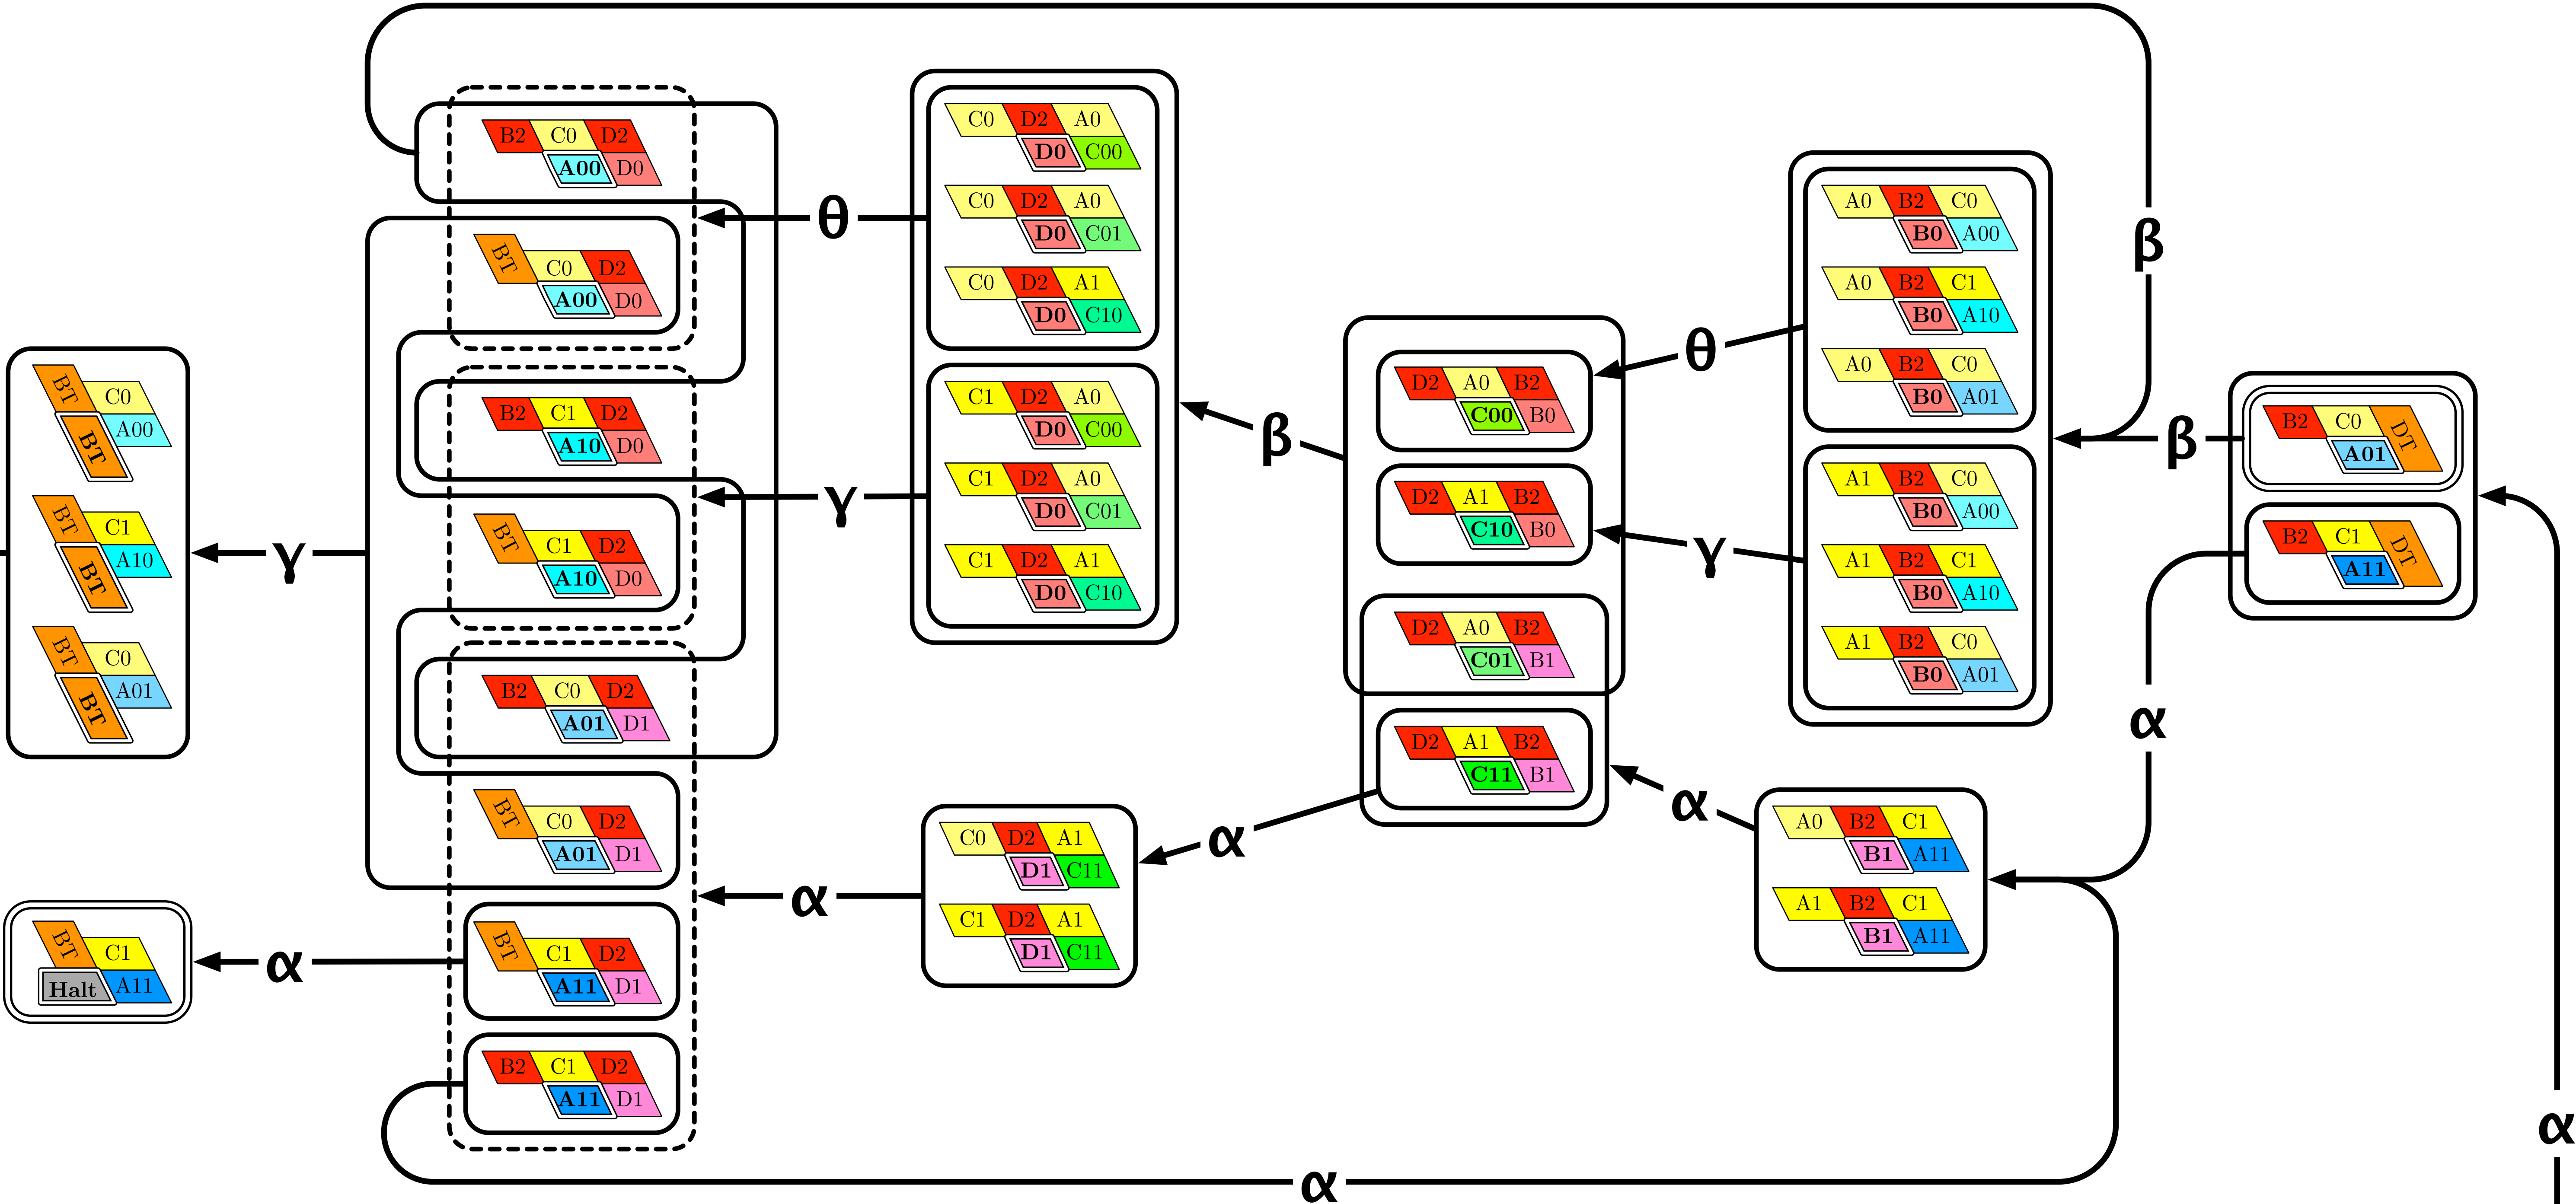 β
B2 C0 D2
A00 D0
BT C0 D2
A00 D0
B2 C1 D2
A10 D0
BT C1 D2
A10 D0
B2 C0 D2
A01 D1
BT C0 D2
A01 D1
BT C1 D2
A11 D1
B2 C1 D2
A11 D1
BT C0
BT A00
BT C1
BT A10
BT C0
BT A01
BT C1
Halt A11
γ
α
θ
γ
α
C0 D2 A0
D0 C00
C0 D2 A0
D0 C01
C0 D2 A1
D0 C10
C1 D2 A0
D0 C00
C1 D2 A0
D0 C01
C1 D2 A1
D0 C10
C0 D2 A1
D1 C11
C1 D2 A1
D1 C11
β
α
D2 A0 B2
C00 B0
D2 A1 B2
C10 B0
D2 A0 B2
C01 B1
D2 A1 B2
C11 B1
θ
γ
α
A0 B2 C0
B0 A00
A0 B2 C1
B0 A10
A0 B2 C0
B0 A01
A1 B2 C0
B0 A00
A1 B2 C1
B0 A10
A1 B2 C0
B0 A01
A0 B2 C1
B1 A11
A1 B2 C1
B1 A11
β
α
B2 C0 DT
A01
B2 C1 DT
A11
α
α